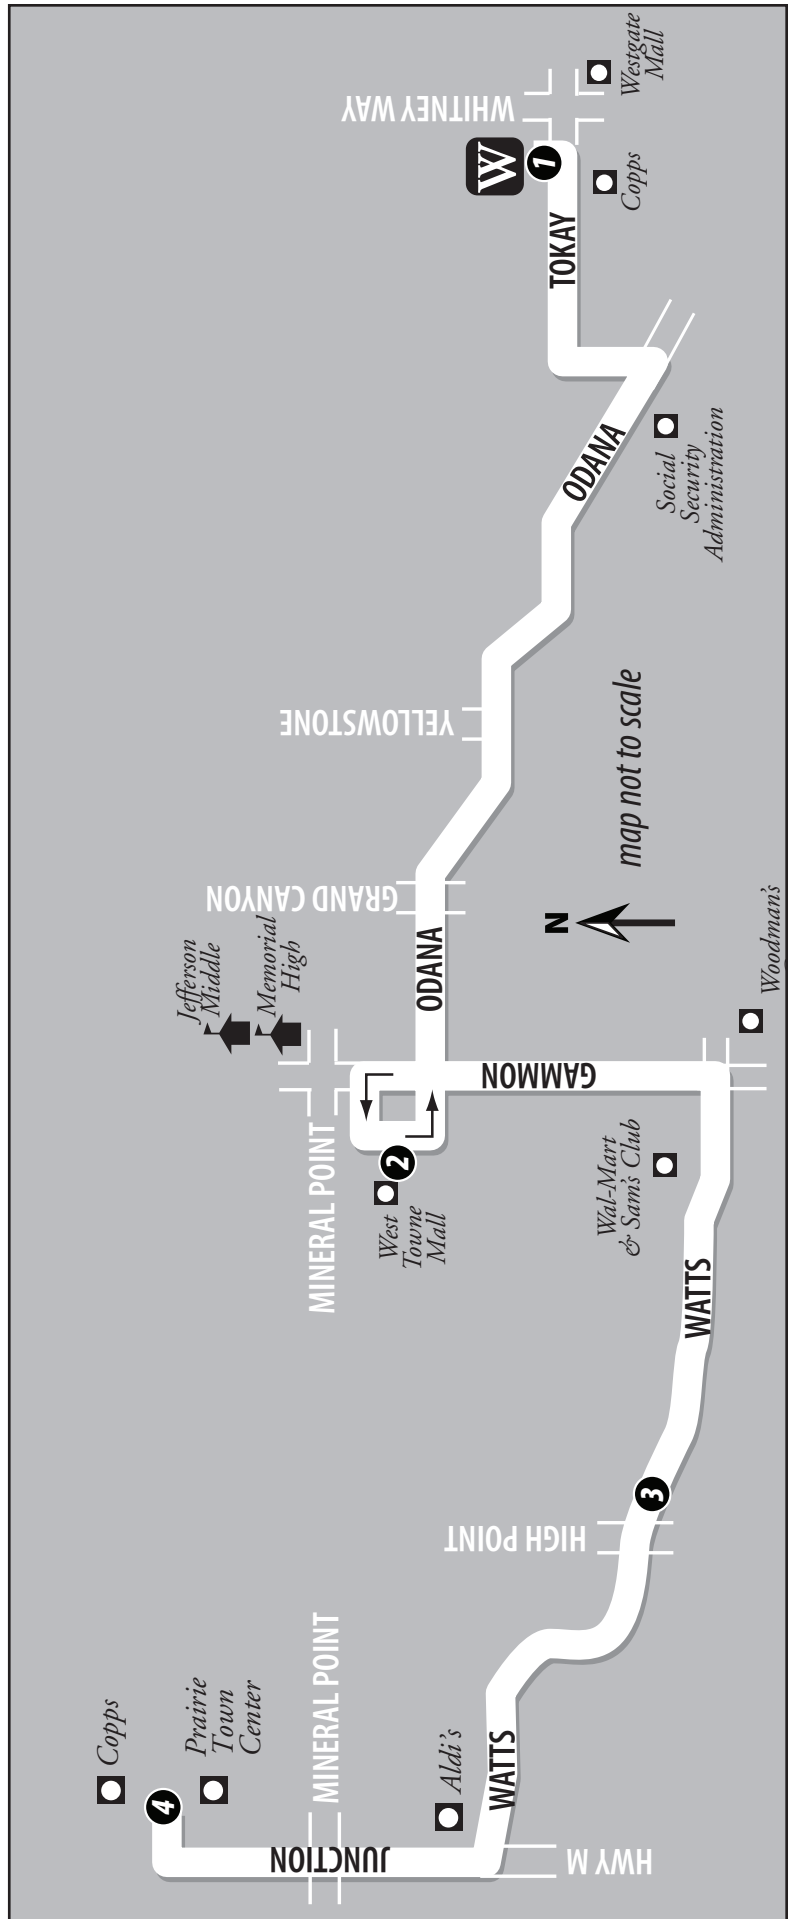 Copps
4
Prairie
Town
Center
JUNCTION
MINERAL POINT
Aldi's
WATTS
HWY M
HIGH POINT
3
WATTS
MINERAL POINT
West
Towne
Mall
2
Wal-Mart
& Sam's Club
Jefferson
Middle
Memorial
High
GAMMON
Woodman's
ODANA
GRAND CANYON
N
map not to scale
YELLOWSTONE
ODANA
Social
Security
Administration
TOKAY
W
1
Copps
WHITNEY WAY
Westgate
Mall